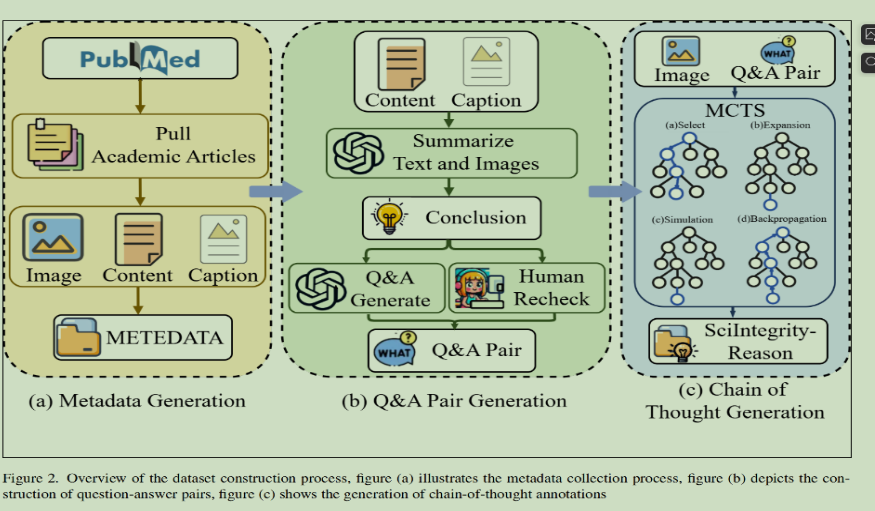 PubMed
Pull
Academic Articles
Image
Content
Caption
METEDATA
(a) Metadata Generation
Content
Caption
Summarize
Text and Images
Conclusion
Q&A
Generate
Human
Recheck
WHAT
?
Q&A Pair
(b) Q&A Pair Generation
Image
WHAT
?
Q&A Pair
MCTS
(a)Select
(b)Expansion
(c)Simulation
(d)Backpropagation
SciIntegrity-
Reason
(c) Chain of
Thought Generation
Figure 2. Overview of the dataset construction process, figure (a) illustrates the metadata collection process, figure (b) depicts the con-
struction of question-answer pairs, figure (c) shows the generation of chain-of-thought annotations